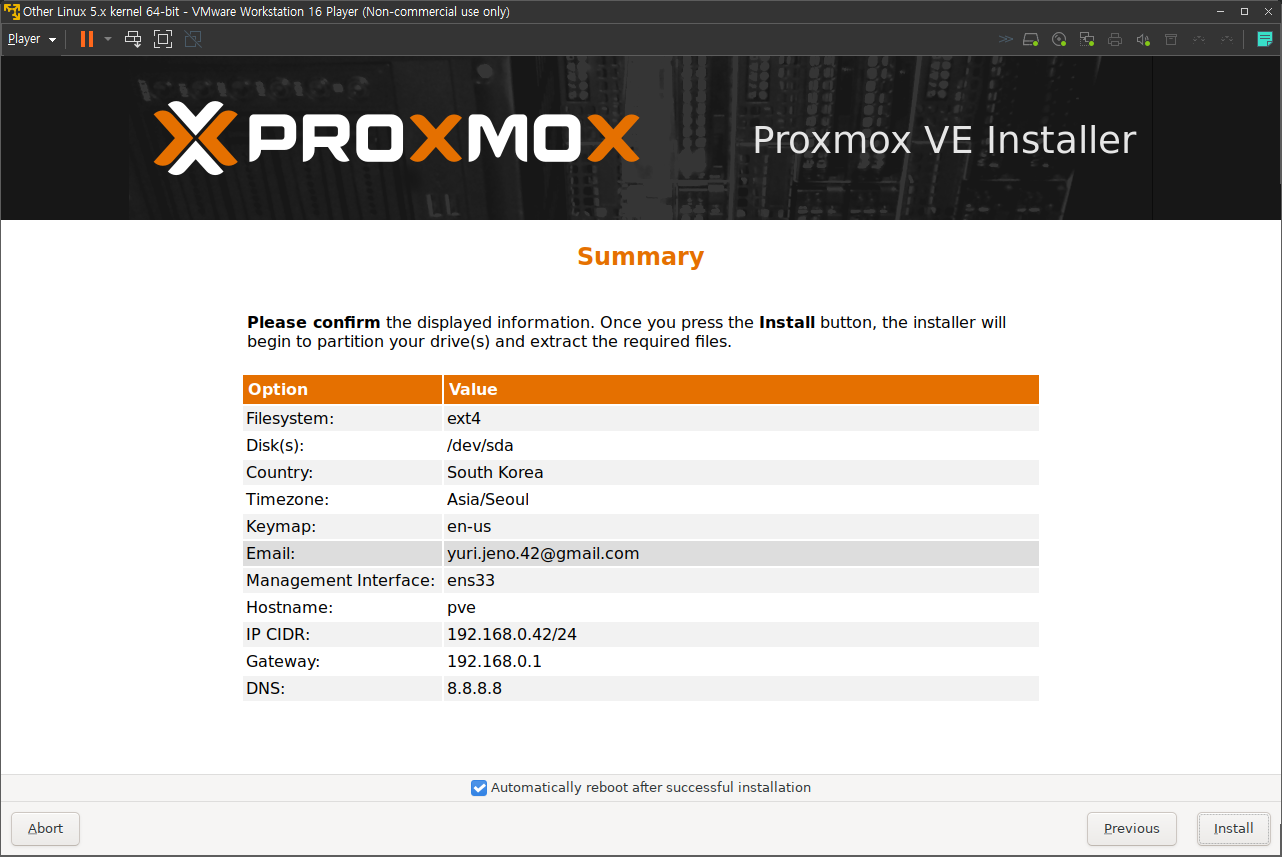 Other Linux 5.x kernel 64-bit - VMware Workstation 16 Player (Non-commercial use only)
Player
PROXMOX
Proxmox VE Installer
Summary
Please confirm the displayed information. Once you press the Install button, the installer will
begin to partition your drive(s) and extract the required files.
Option Value
Filesystem: ext4
Disk(s): /dev/sda
Country: South Korea
Timezone: Asia/Seoul
Keymap: en-us
Email: yuri.jeno.42@gmail.com
Management Interface: ens33
Hostname: pve
IP CIDR: 192.168.0.42/24
Gateway: 192.168.0.1
DNS: 8.8.8.8
Automatically reboot after successful installation
Abort Previous Install